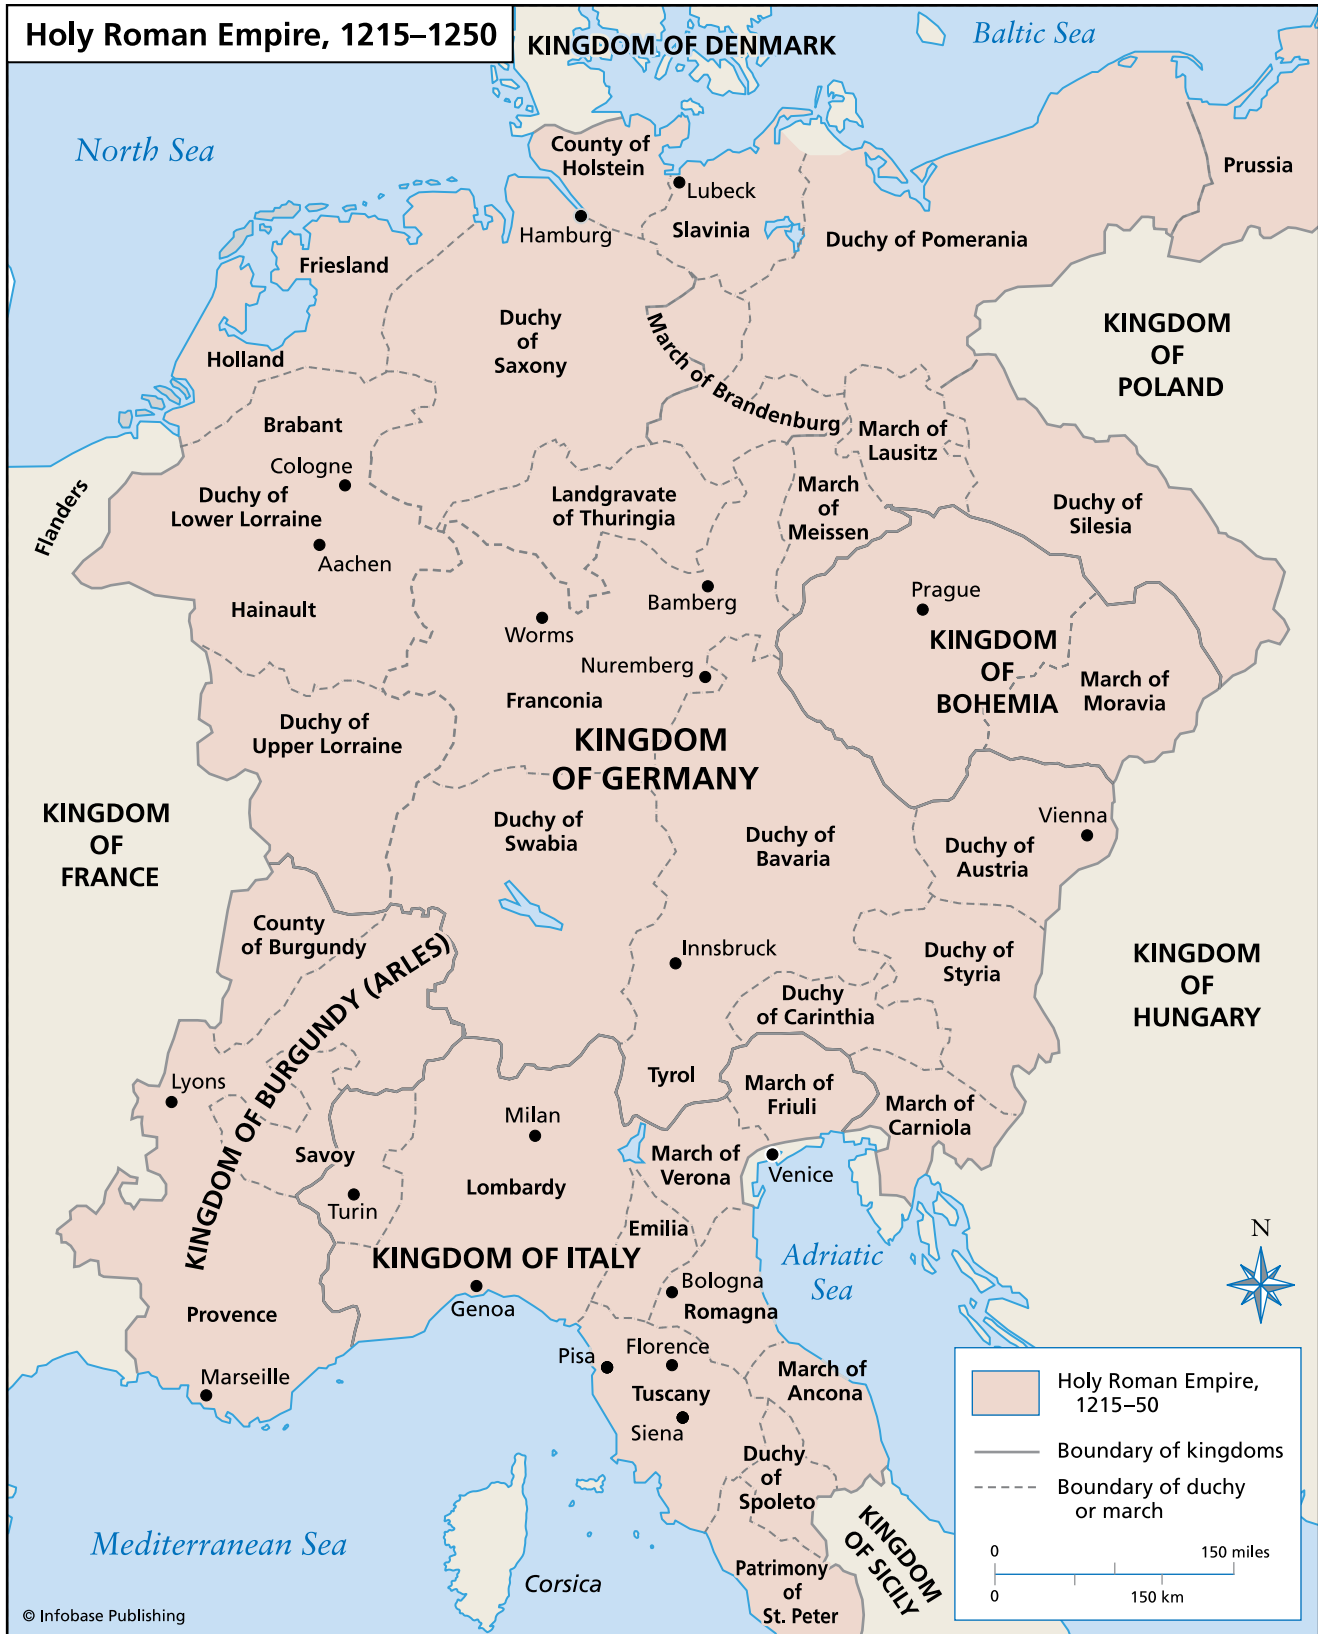 Holy Roman Empire, 1215–1250
KINGDOM OF DENMARK
Baltic Sea
North Sea
County of
Holstein
Lubeck
Prussia
Hamburg
Slavinia
Duchy of Pomerania
Friesland
Duchy
of
Saxony
KINGDOM
OF
POLAND
Holland
March of Brandenburg
Brabant
March of
Lausitz
Cologne
Duchy of
Lower Lorraine
Landgravate
of Thuringia
March
of
Meissen
Duchy of
Silesia
Flanders
Aachen
Hainault
Bamberg
Prague
Worms
KINGDOM
OF
BOHEMIA
Nuremberg
March of
Moravia
Franconia
Duchy of
Upper Lorraine
KINGDOM
OF GERMANY
KINGDOM
OF
FRANCE
Duchy of
Swabia
Duchy of
Bavaria
Vienna
Duchy of
Austria
County
of Burgundy
Innsbruck
Duchy of
Styria
KINGDOM
OF
HUNGARY
KINGDOM OF BURGUNDY (ARLES)
Duchy
of Carinthia
Lyons
Tyrol
March of
Friuli
March of
Carniola
Milan
Savoy
March of
Verona
Venice
Turin
Lombardy
Emilia
KINGDOM OF ITALY
Adriatic
Sea
N
Bologna
Genoa
Romagna
Provence
Pisa
Florence
Marseille
Tuscany
March of
Ancona
Siena
Duchy
of
Spoleto
Holy Roman Empire,
1215–50
Boundary of kingdoms
Boundary of duchy
or march
0
150 miles
0
150 km
KINGDOM
OF SICILY
Mediterranean Sea
Corsica
Patrimony
of
St. Peter
© Infobase Publishing